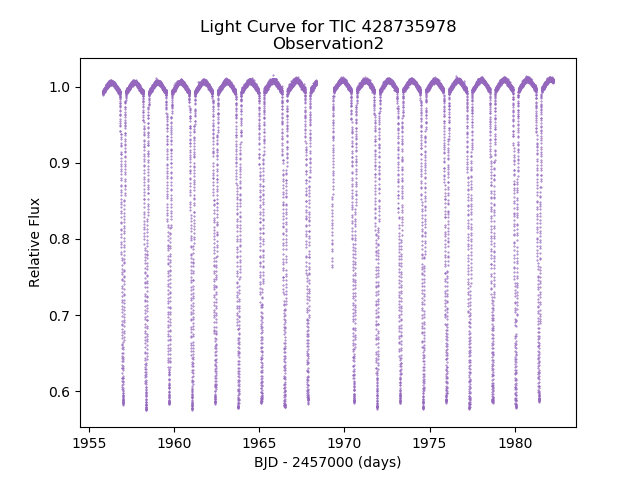 Light Curve for TIC 428735978
Observation2
1.0
0.9
0.8
0.7
0.6
Relative Flux
1955 1960 1965 1970 1975 1980
BJD - 2457000 (days)